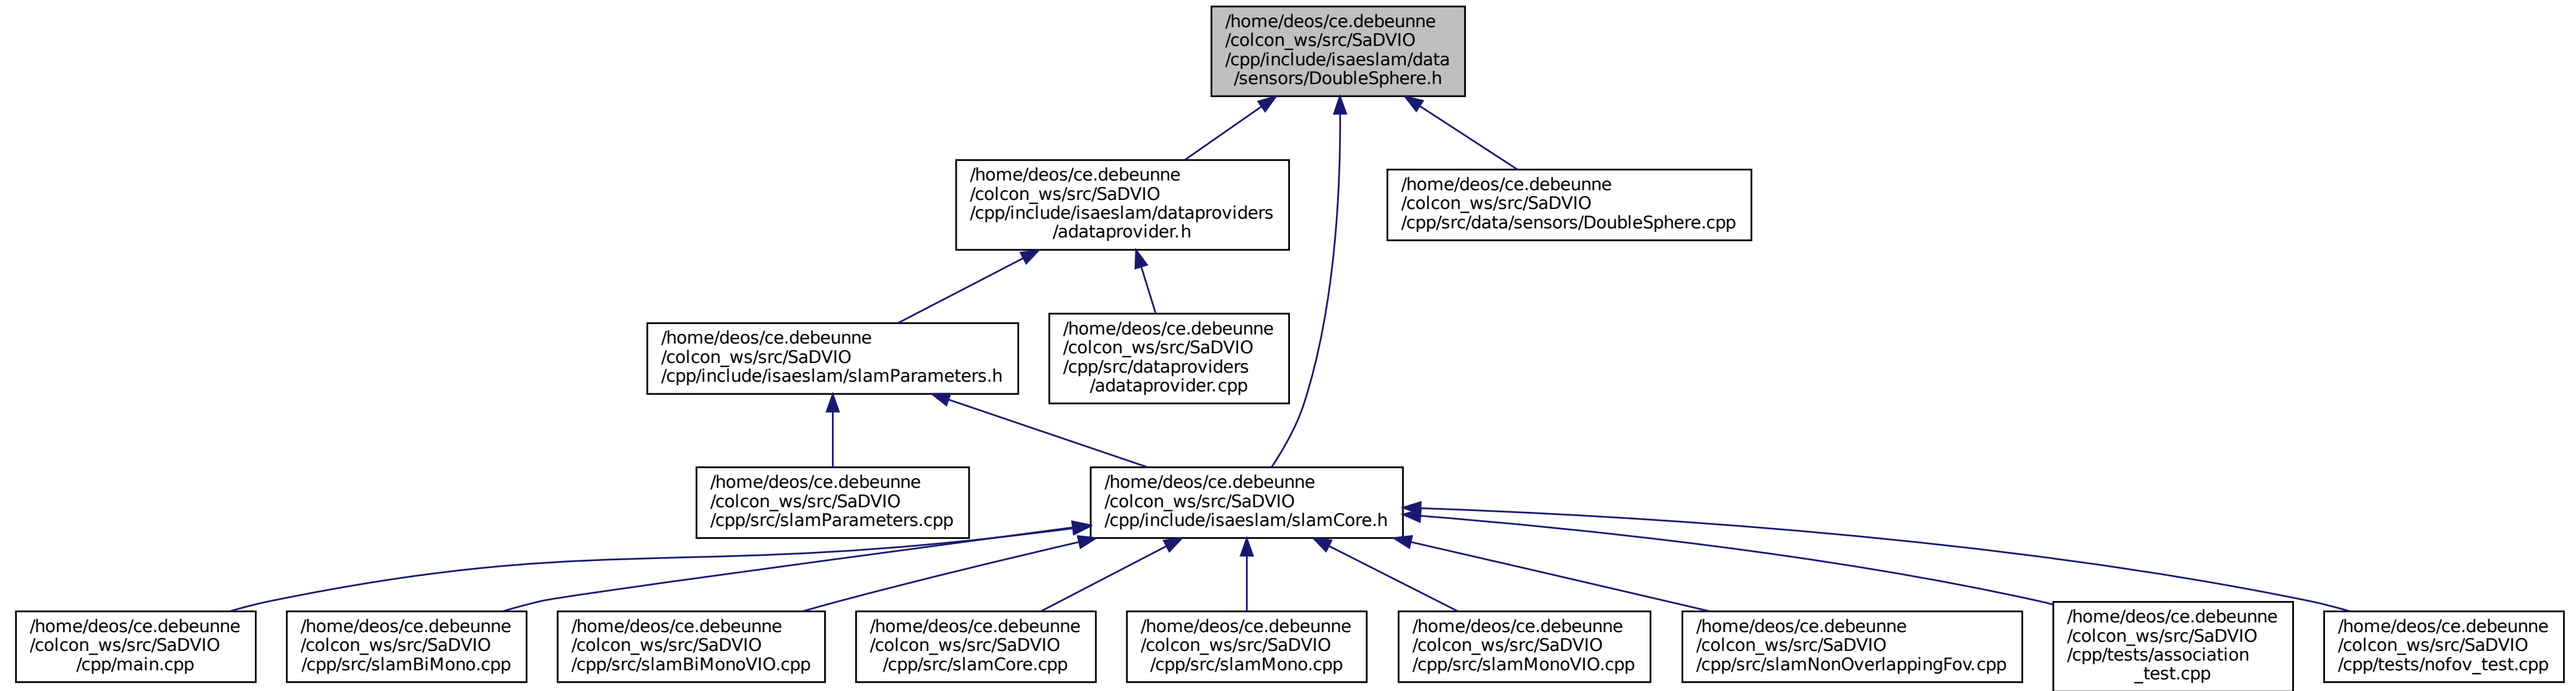 /home/deos/ce.debeunne
/colcon_ws/src/SaDVIO
/cpp/include/isaeslam/data
/sensors/DoubleSphere.h
/home/deos/ce.debeunne
/colcon_ws/src/SaDVIO
/cpp/include/isaeslam/dataproviders
/adataprovider.h
/home/deos/ce.debeunne
/colcon_ws/src/SaDVIO
/cpp/src/data/sensors/DoubleSphere.cpp
/home/deos/ce.debeunne
/colcon_ws/src/SaDVIO
/cpp/include/isaeslam/slamParameters.h
/home/deos/ce.debeunne
/colcon_ws/src/SaDVIO
/cpp/src/dataproviders
/adataprovider.cpp
/home/deos/ce.debeunne
/colcon_ws/src/SaDVIO
/cpp/src/slamParameters.cpp
/home/deos/ce.debeunne
/colcon_ws/src/SaDVIO
/cpp/include/isaeslam/slamCore.h
/home/deos/ce.debeunne
/colcon_ws/src/SaDVIO
/cpp/main.cpp
/home/deos/ce.debeunne
/colcon_ws/src/SaDVIO
/cpp/src/slamBiMono.cpp
/home/deos/ce.debeunne
/colcon_ws/src/SaDVIO
/cpp/src/slamBiMonoVIO.cpp
/home/deos/ce.debeunne
/colcon_ws/src/SaDVIO
/cpp/src/slamCore.cpp
/home/deos/ce.debeunne
/colcon_ws/src/SaDVIO
/cpp/src/slamMono.cpp
/home/deos/ce.debeunne
/colcon_ws/src/SaDVIO
/cpp/src/slamMonoVIO.cpp
/home/deos/ce.debeunne
/colcon_ws/src/SaDVIO
/cpp/src/slamNonOverlappingFov.cpp
/home/deos/ce.debeunne
/colcon_ws/src/SaDVIO
/cpp/tests/association
_test.cpp
/home/deos/ce.debeunne
/colcon_ws/src/SaDVIO
/cpp/tests/nofov_test.cpp